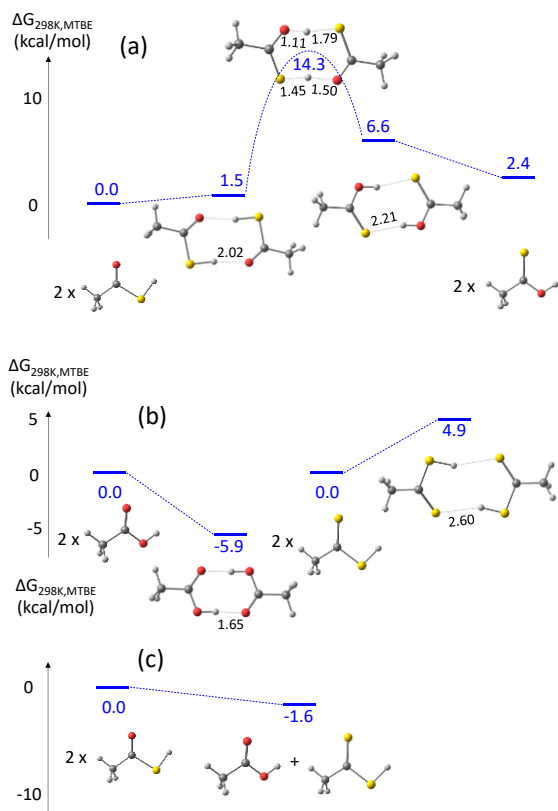 ΔG298K,MTBE
(kcal/mol)
(a)
1.11
1.79
14.3
1.45
1.50
10
6.6
2.4
1.5
0.0
0
2.02
2.21
2 x
2 x
ΔG298K,MTBE
(kcal/mol)
(b)
5
4.9
0
0.0
0.0
2.60
-5
2 x
-5.9
2 x
ΔG298K,MTBE
(kcal/mol)
1.65
(c)
0
0.0
-1.6
2 x
+
-10